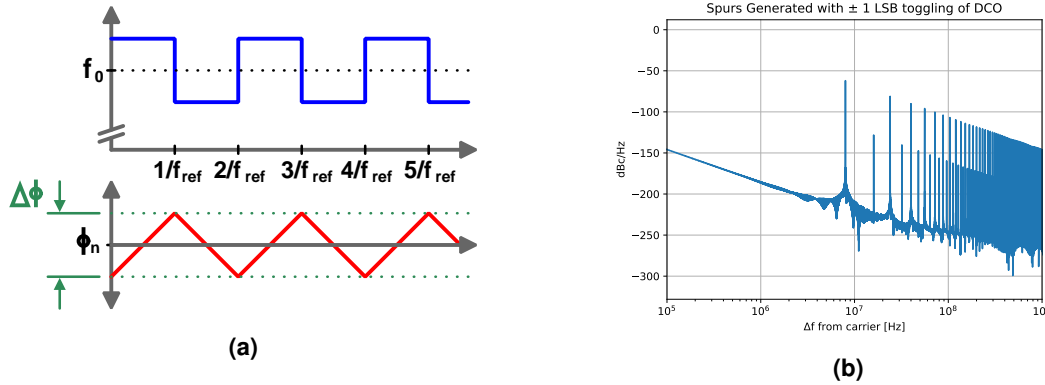 f0
1/fref 2/fref 3/fref 4/fref 5/fref
Δϕ
ϕn
(a)
Spurs Generated with ± 1 LSB toggling of DCO
0
−50
−100
−150
−200
−250
−300
dBc/Hz
10^5 10^6 10^7 10^8 10
Δf from carrier [Hz]
(b)